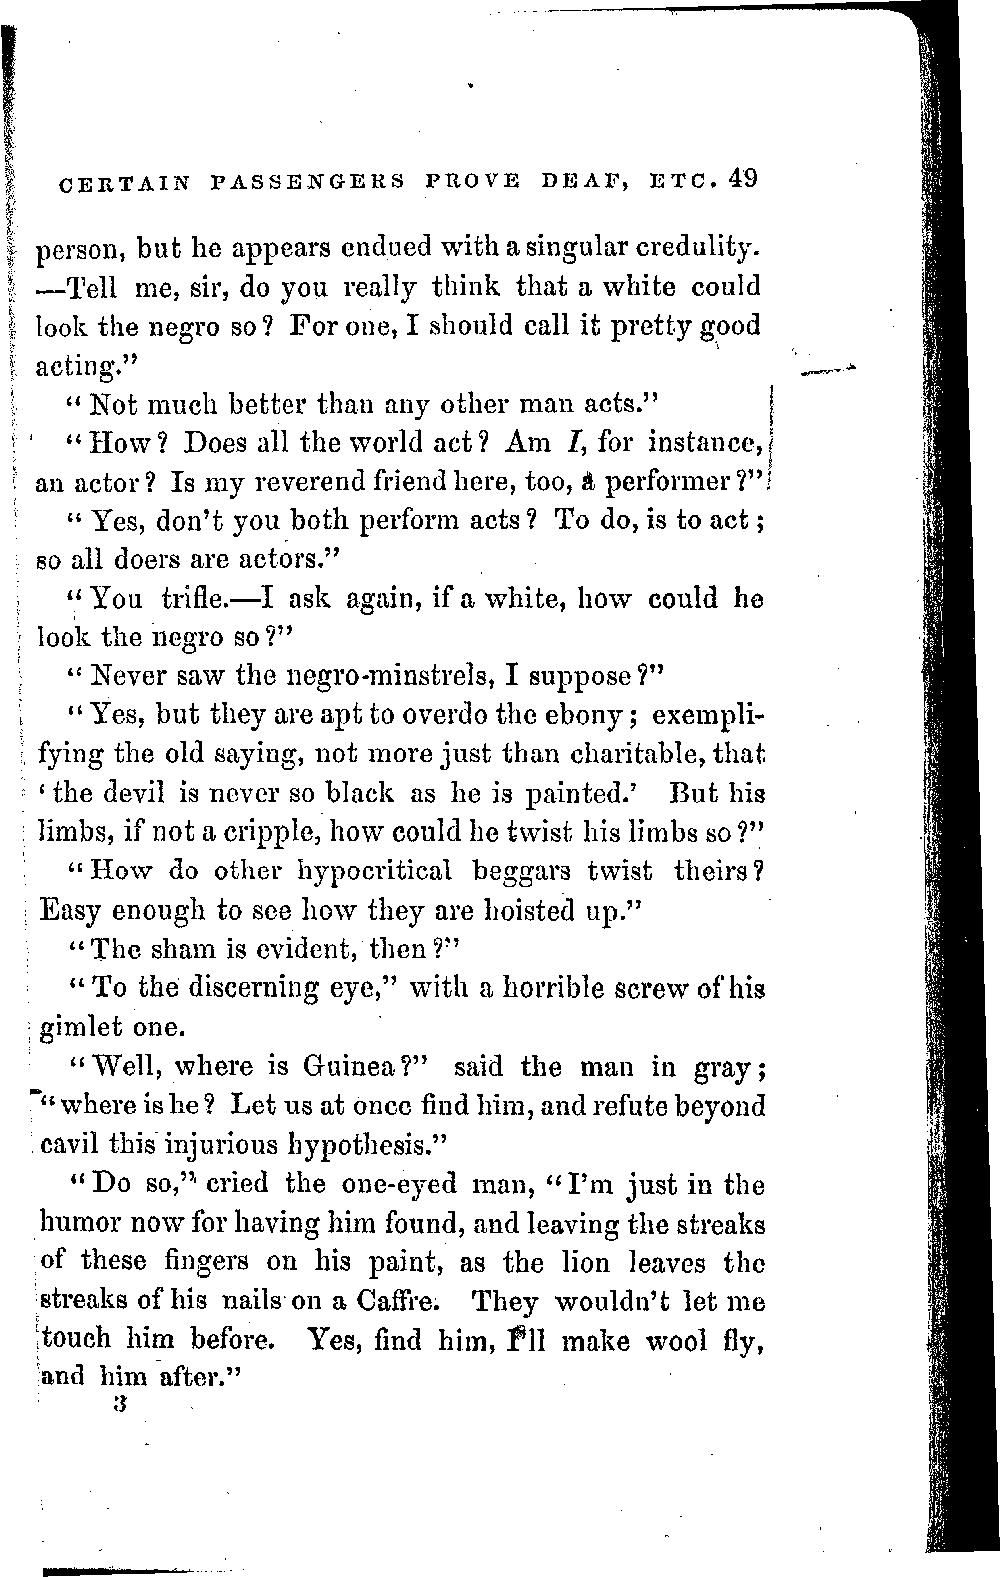 CERTAIN PASSENGERS PROVE DEAF, ETC. 49
person, but he appears endued with a singular credulity.
—Tell me, sir, do you really think that a white could
look the negro so? For one, I should call it pretty good
acting."
"Not much better than any other man acts."
"How? Does all the world act? Am I, for instance,
an actor? Is my reverend friend here, too, a performer?"
"Yes, don't you both perform acts? To do, is to act;
so all doers are actors."
"You trifle.—I ask again, if a white, how could he
look the negro so?"
"Never saw the negro-minstrels, I suppose?"
"Yes, but they are apt to overdo the ebony; exempli-
fying the old saying, not more just than charitable, that
'the devil is never so black as he is painted.' But his
limbs, if not a cripple, how could he twist his limbs so?"
"How do other hypocritical beggars twist theirs?
Easy enough to see how they are hoisted up."
"The sham is evident, then?"
"To the discerning eye," with a horrible screw of his
gimlet one.
"Well, where is Guinea?" said the man in gray;
"where is he? Let us at once find him, and refute beyond
cavil this injurious hypothesis."
"Do so," cried the one-eyed man, "I'm just in the
humor now for having him found, and leaving the streaks
of these fingers on his paint, as the lion leaves the
streaks of his nails on a Caffre. They wouldn't let me
touch him before. Yes, find him, I'll make wool fly,
and him after."
3